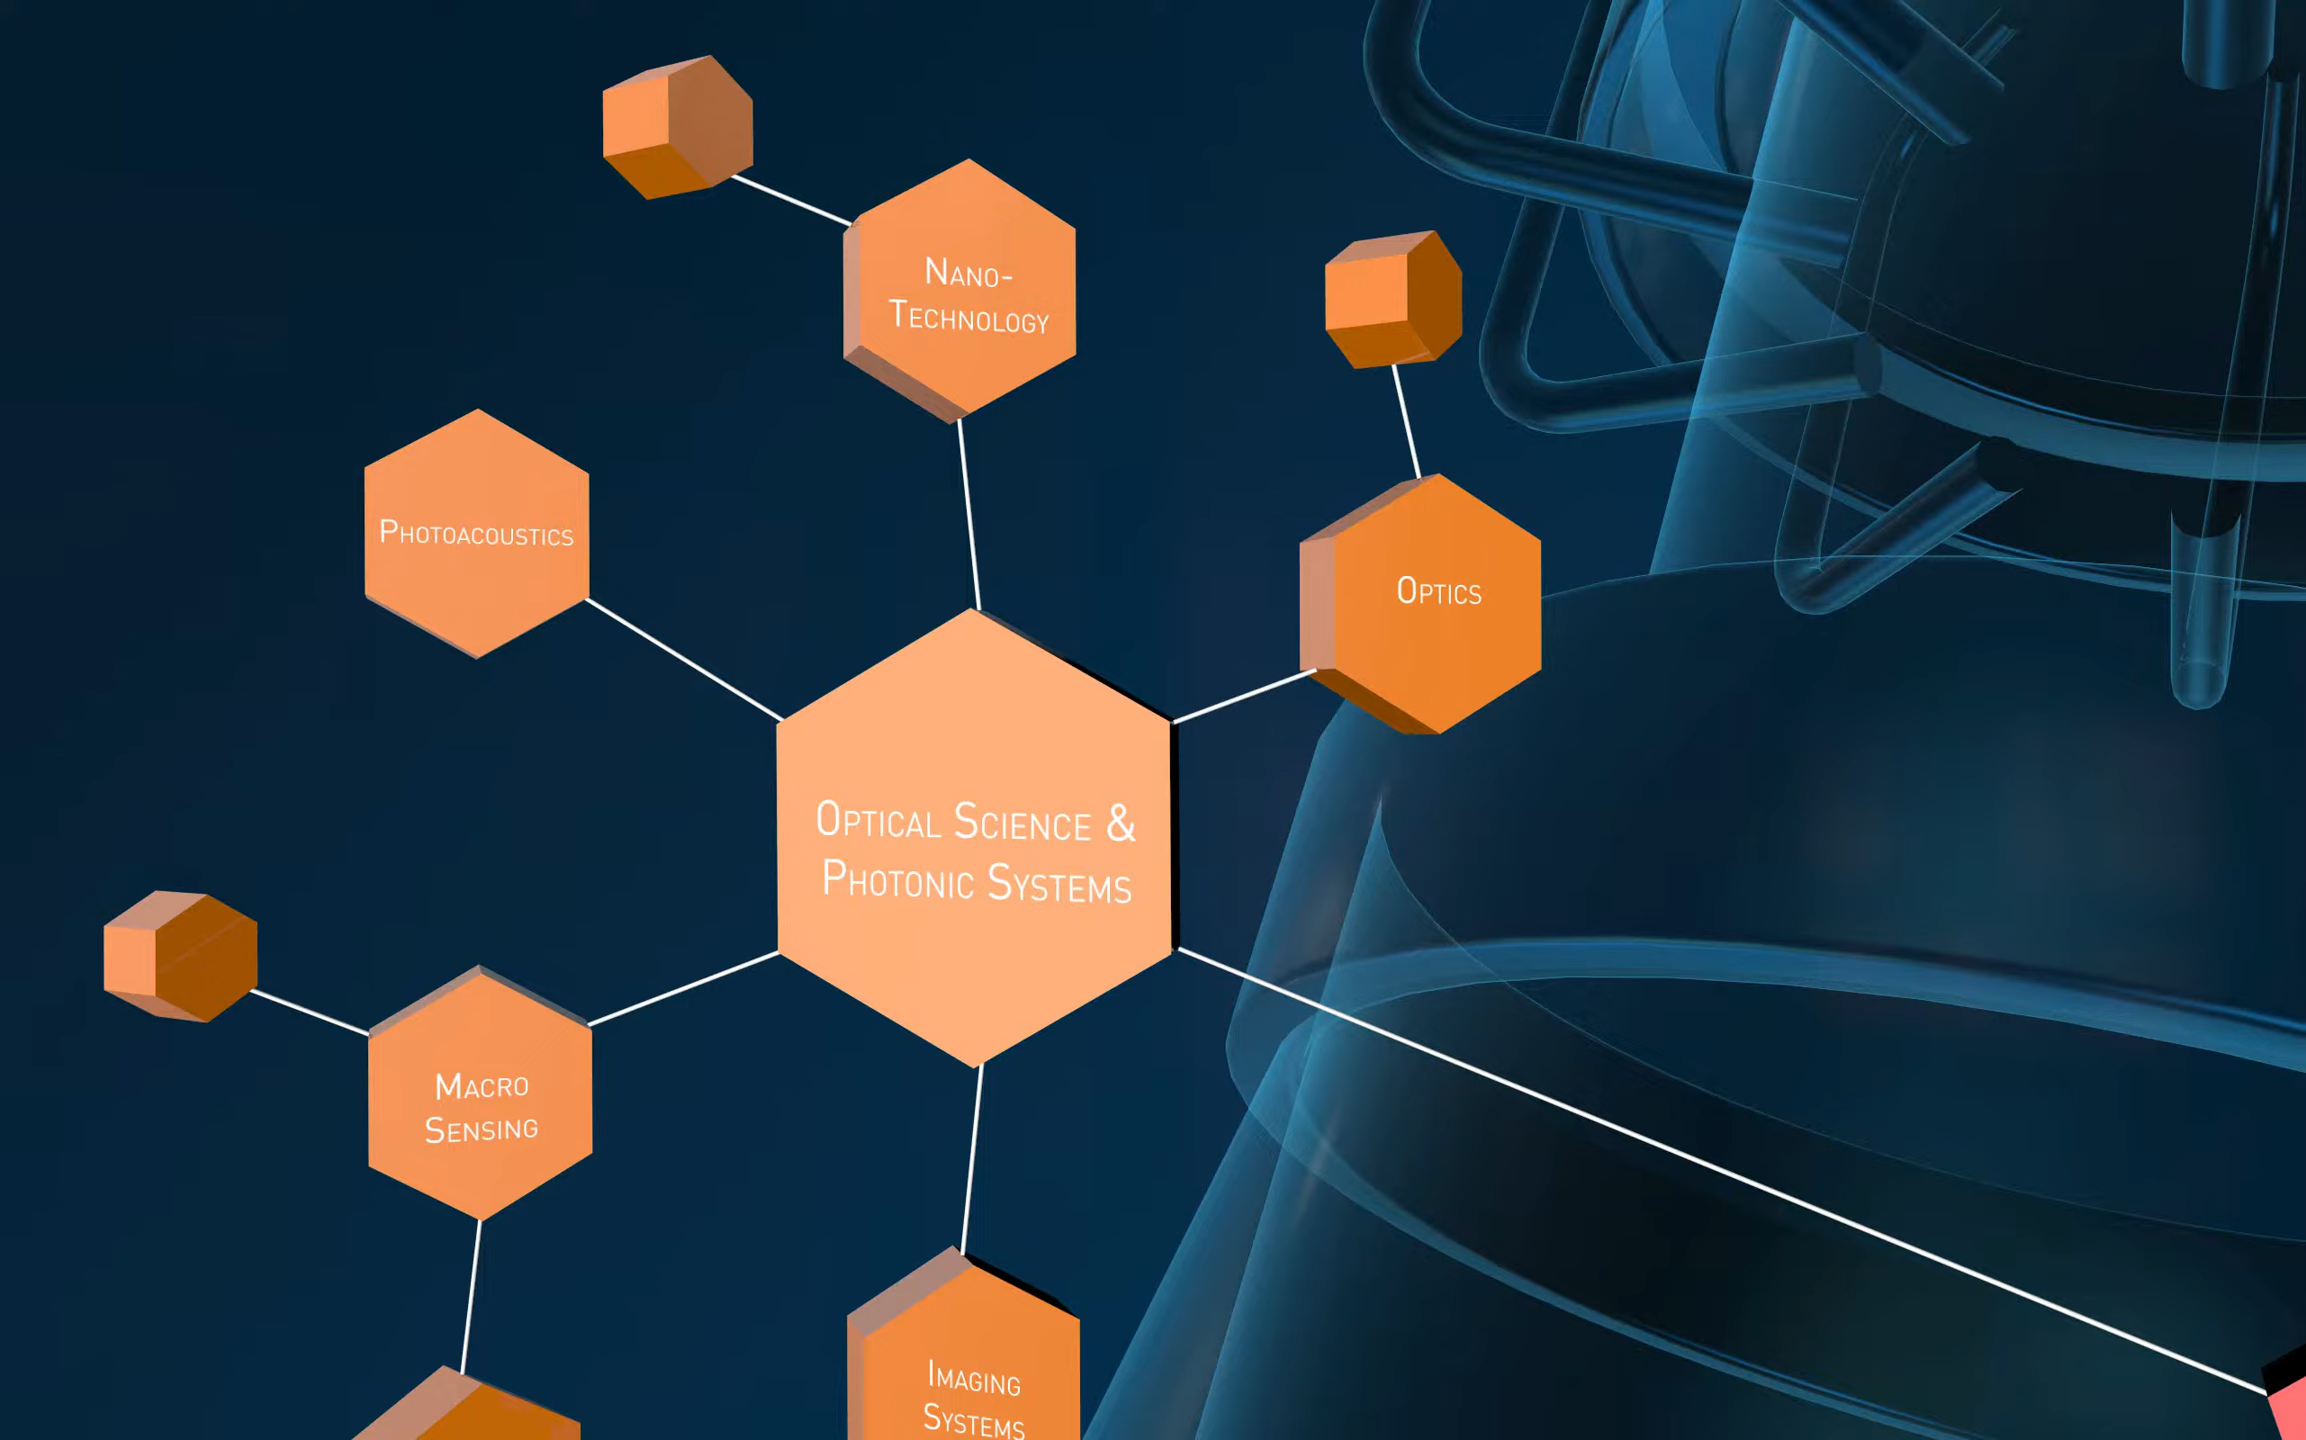 Nano-
Technology
Photoacoustics
Optics
Optical Science &
Photonic Systems
Macro
Sensing
Imaging
Systems